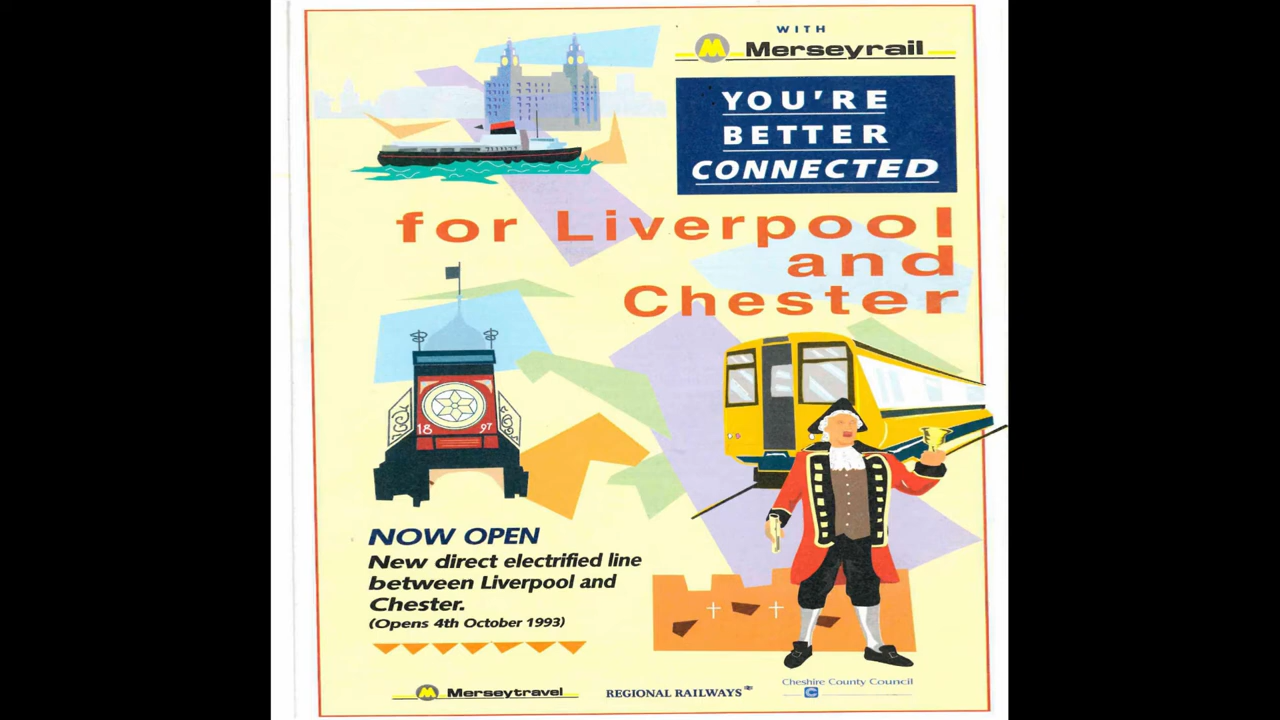 WITH
Merseyrail
YOU'RE
BETTER
CONNECTED
for Liverpool
and
Chester
18 97
NOW OPEN
New direct electrified line
between Liverpool and
Chester.
(Opens 4th October 1993)
Merseytravel
REGIONAL RAILWAYS
Cheshire County Council